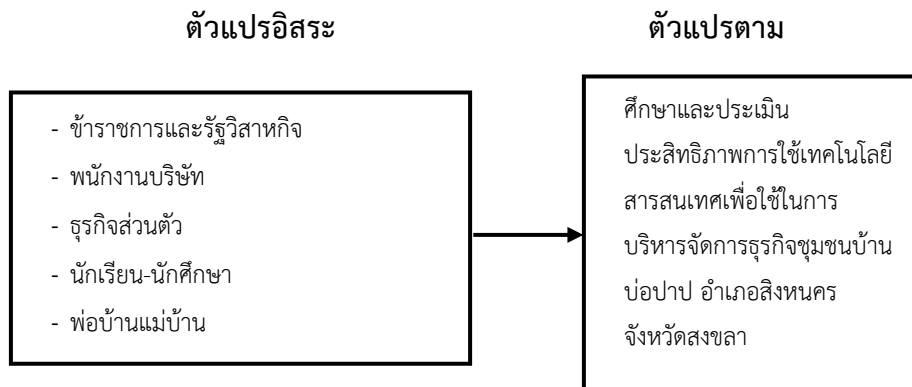 ตัวแปรอิสระ
ตัวแปรตาม
- ข้าราชการและรัฐวิสาหกิจ
- พนักงานบริษัท
- ธุรกิจส่วนตัว
- นักเรียน-นักศึกษา
- พ่อบ้านแม่บ้าน
ศึกษาและประเมิน
ประสิทธิภาพการใช้เทคโนโลยี
สารสนเทศเพื่อใช้ในการ
บริหารจัดการธุรกิจชุมชนบ้าน
บ่อปาป อำเภอสิงหนคร
จังหวัดสงขลา